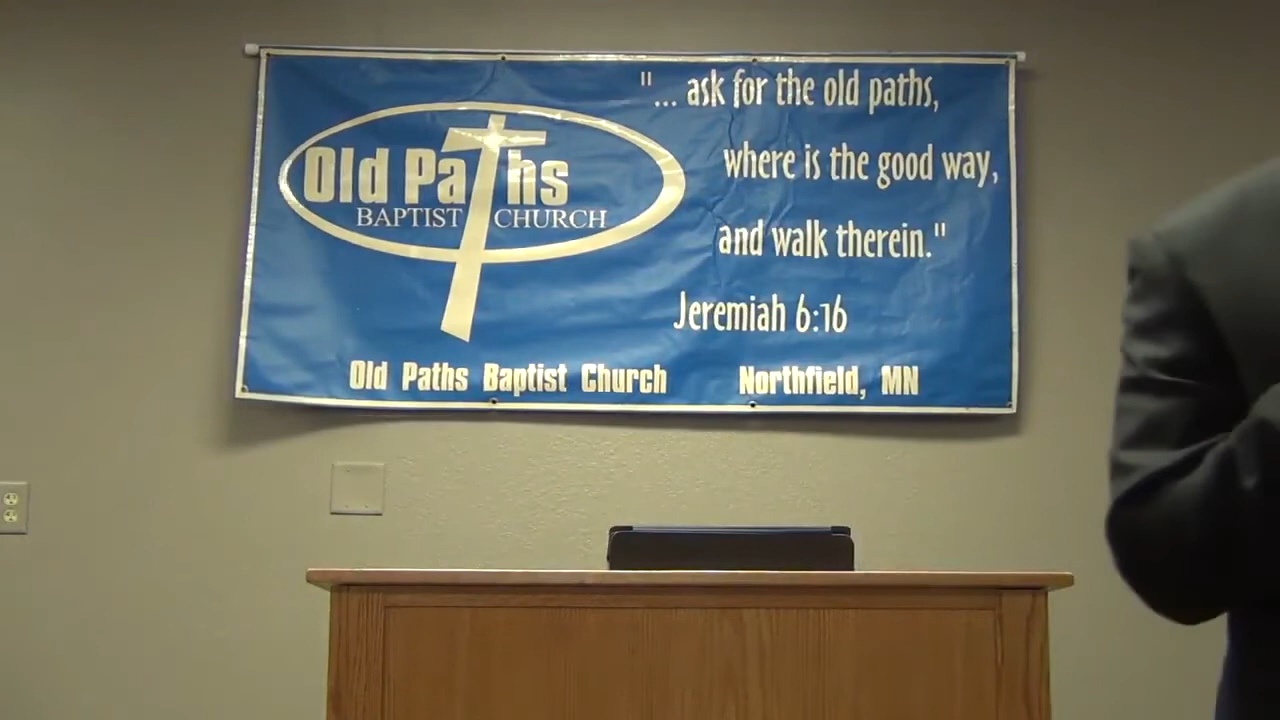 Old Paths
BAPTIST CHURCH
"... ask for the old paths,
where is the good way,
and walk therein."
Jeremiah 6:16
Old Paths Baptist Church Northfield, MN